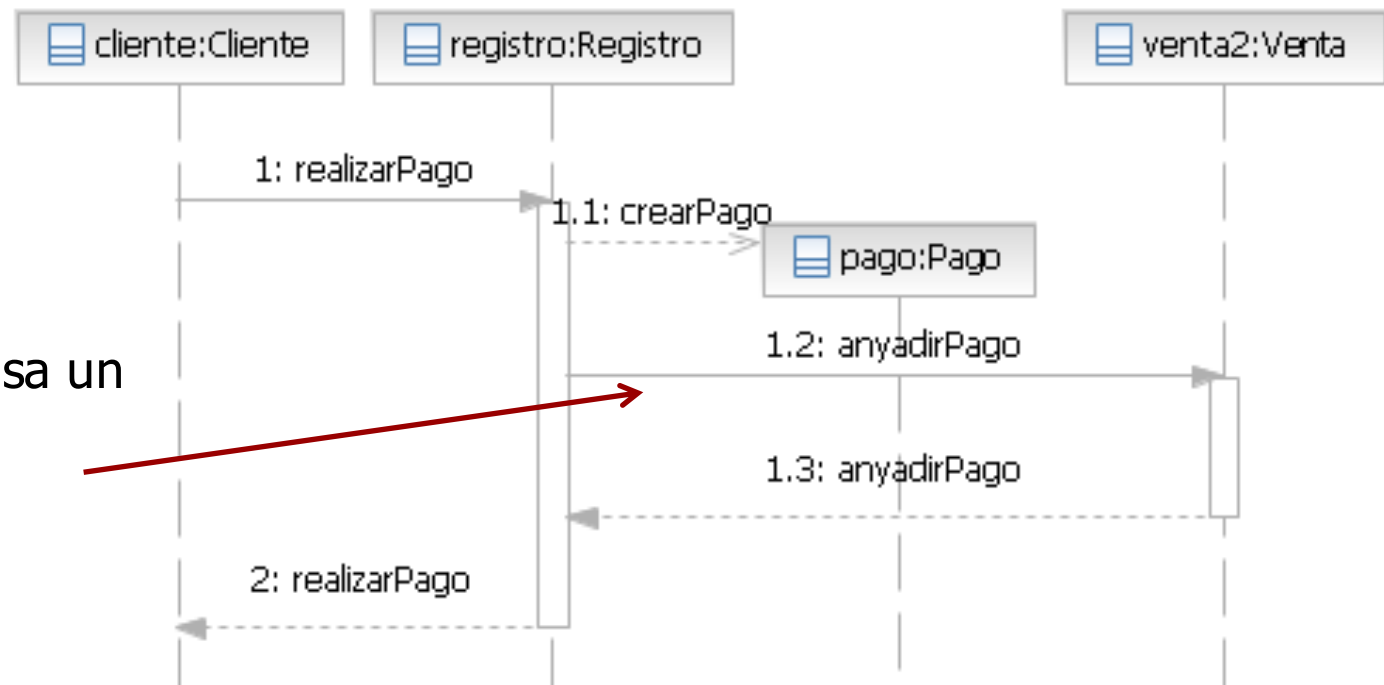 cliente:Cliente
registro:Registro
venta2:Venta
1: realizarPago
1.1: crearPago
pago:Pago
1.2: anyadirPago
sa un
1.3: anyadirPago
2: realizarPago